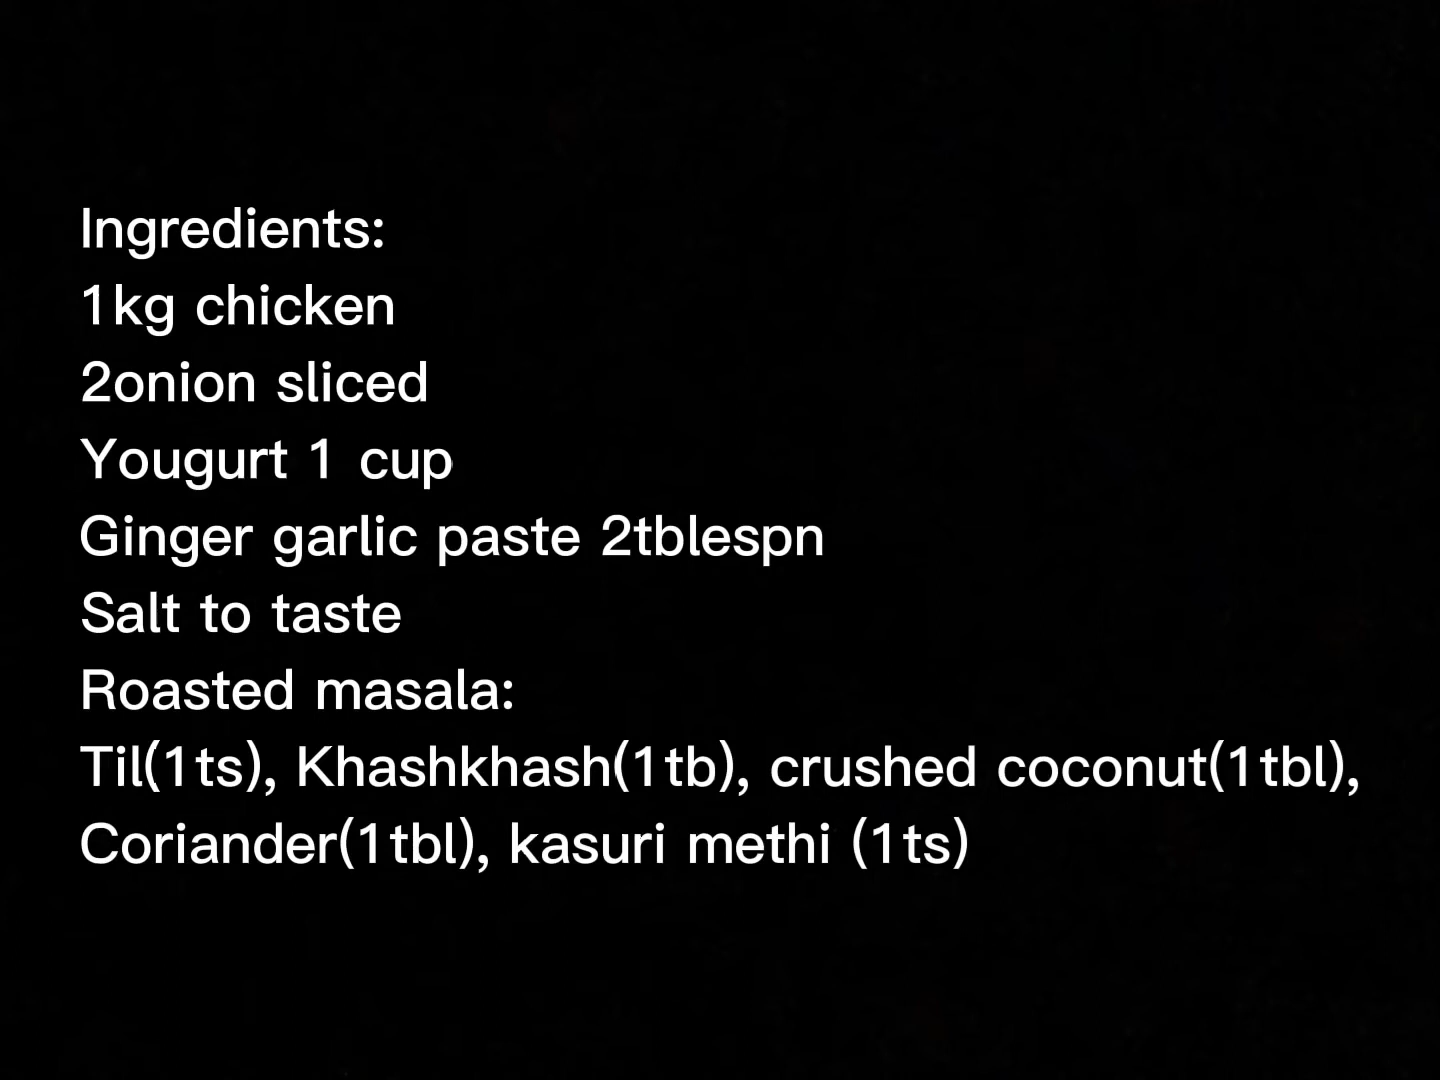 Ingredients:
1kg chicken
2onion sliced
Yougurt 1 cup
Ginger garlic paste 2tblespn
Salt to taste
Roasted masala:
Til(1ts), Khashkhash(1tb), crushed coconut(1tbl),
Coriander(1tbl), kasuri methi (1ts)